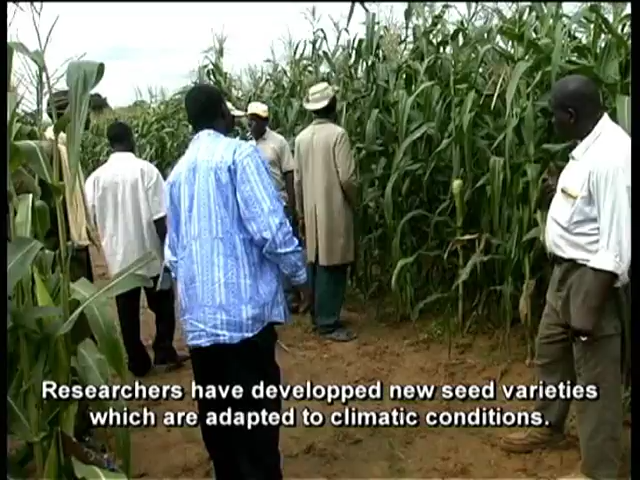 Researchers have developped new seed varieties
which are adapted to climatic conditions.